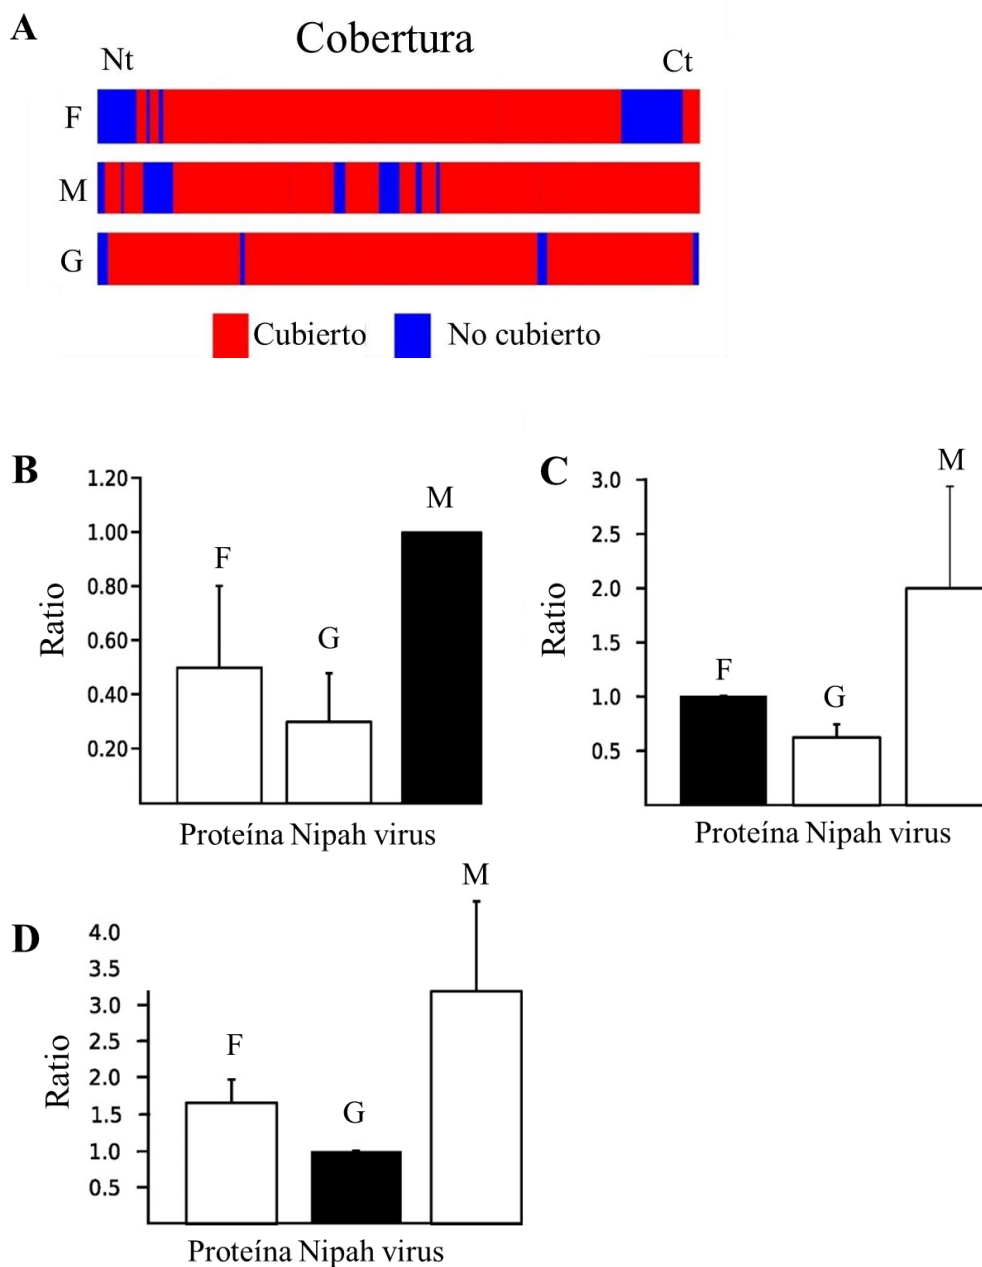 A
Cobertura
Nt
Ct
F
M
G
Cubierto
No cubierto
B
1.20
1.00
0.80
0.60
0.40
0.20
Ratio
F
G
M
Proteína Nipah virus
C
3.0
2.5
2.0
1.5
1.0
0.5
Ratio
F
G
M
Proteína Nipah virus
D
4.0
3.5
3.0
2.5
2.0
1.5
1.0
0.5
Ratio
F
G
M
Proteína Nipah virus